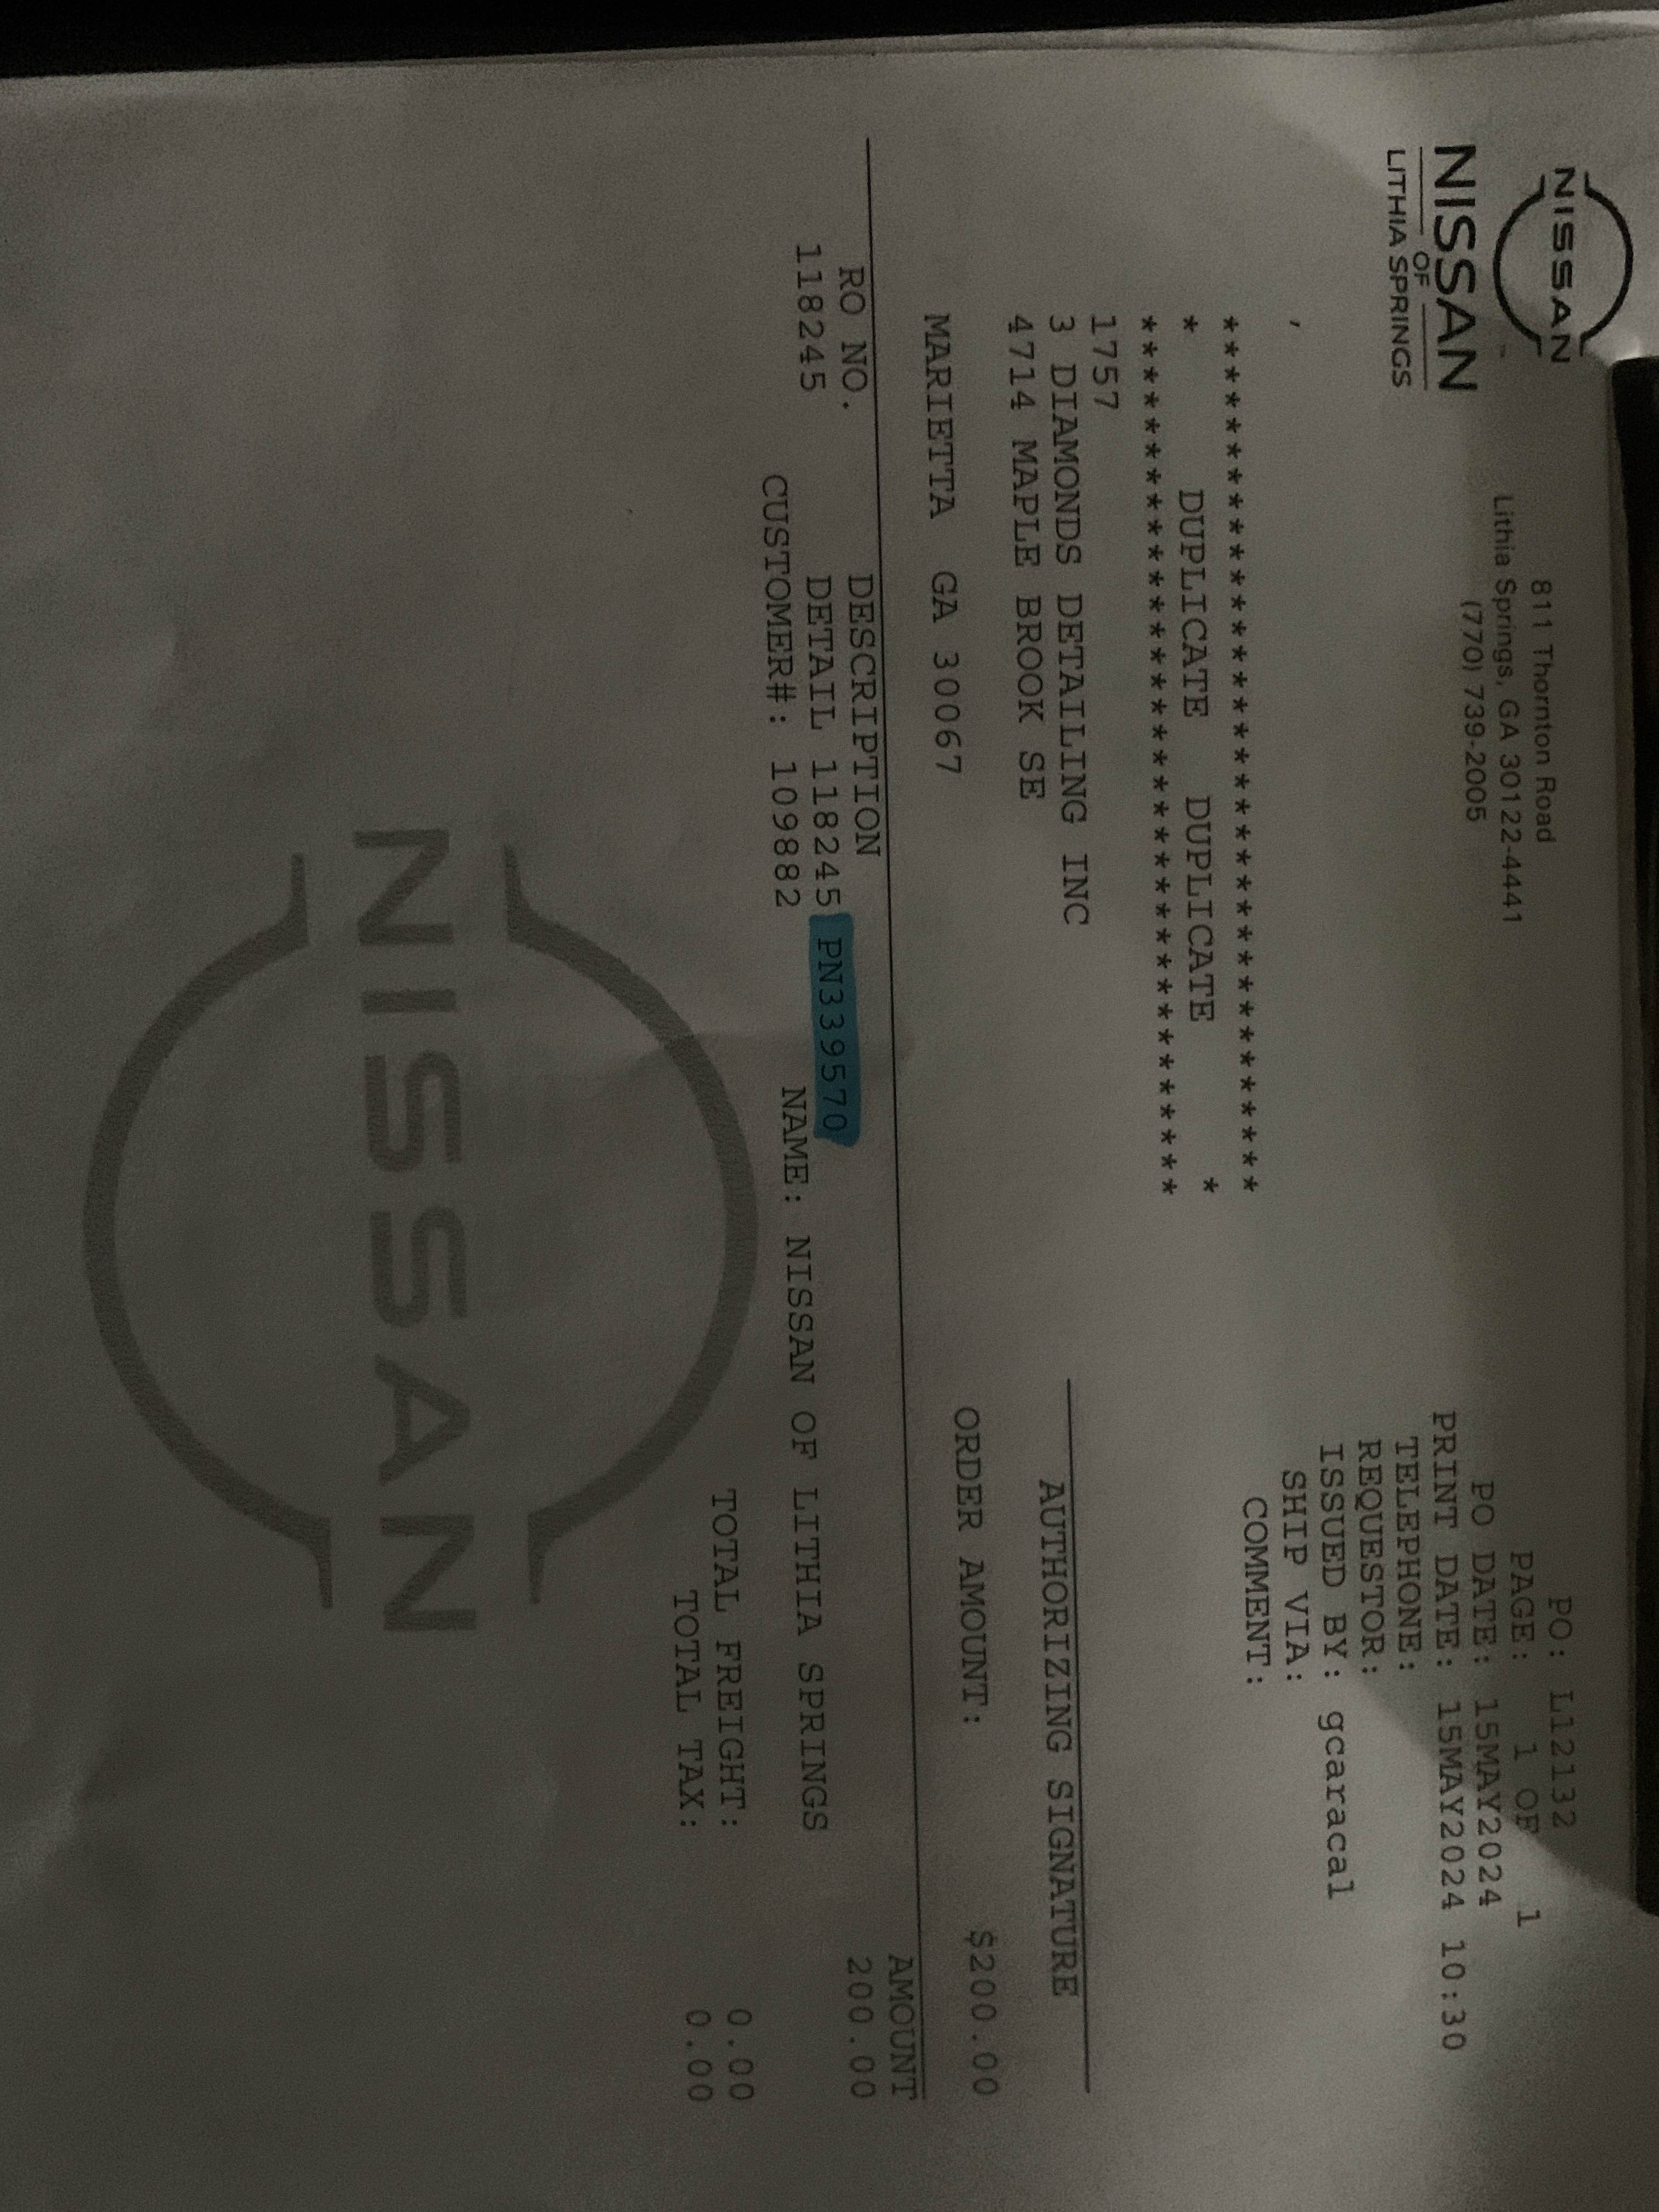 NISSAN
NISSAN
OF
LITHIA SPRINGS
811 Thornton Road
Lithia Springs, GA 30122-4441
(770) 739-2005
PO: L12132
PAGE: 1 OF 1
PO DATE: 15MAY2024
PRINT DATE: 15MAY2024 10:30
TELEPHONE:
REQUESTOR:
ISSUED BY: gcaracal
SHIP VIA:
COMMENT:
,
*******************************************
* DUPLICATE DUPLICATE *
*******************************************
1757
3 DIAMONDS DETAILING INC
4714 MAPLE BROOK SE
MARIETTA GA 30067
AUTHORIZING SIGNATURE
ORDER AMOUNT: $200.00
RO NO. DESCRIPTION AMOUNT
118245 DETAIL 118245 PN339570 200.00
CUSTOMER#: 109882 NAME: NISSAN OF LITHIA SPRINGS
TOTAL FREIGHT: 0.00
TOTAL TAX: 0.00
NISSAN